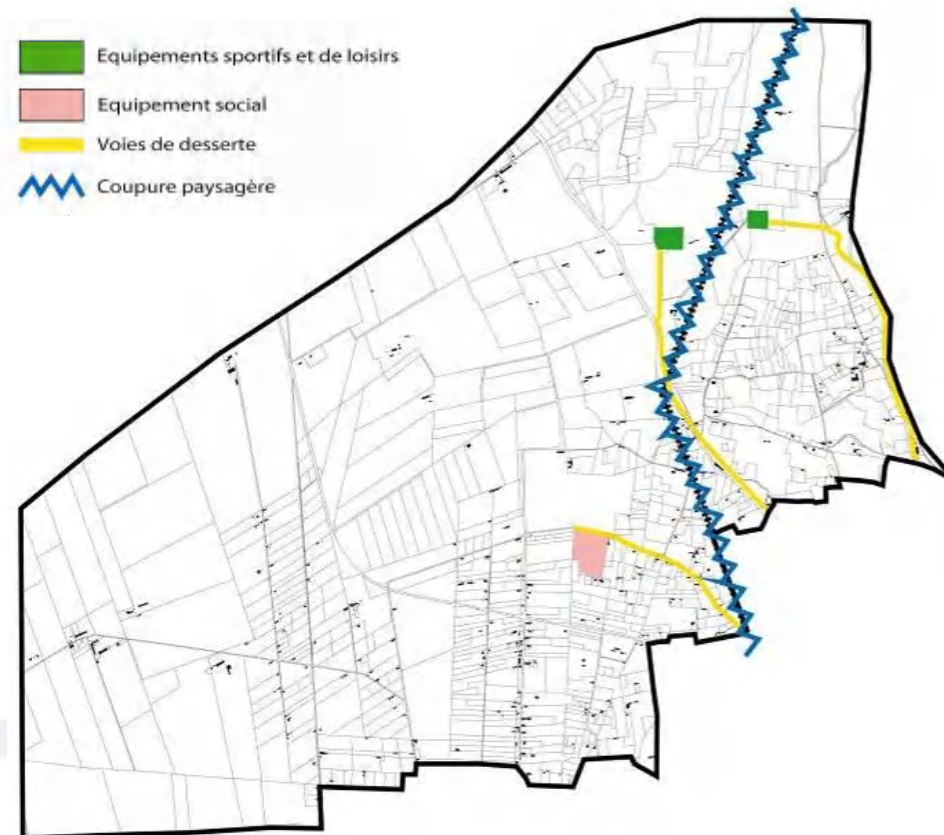 Equipements sportifs et de loisirs
Equipement social
Voies de desserte
Coupure paysagère